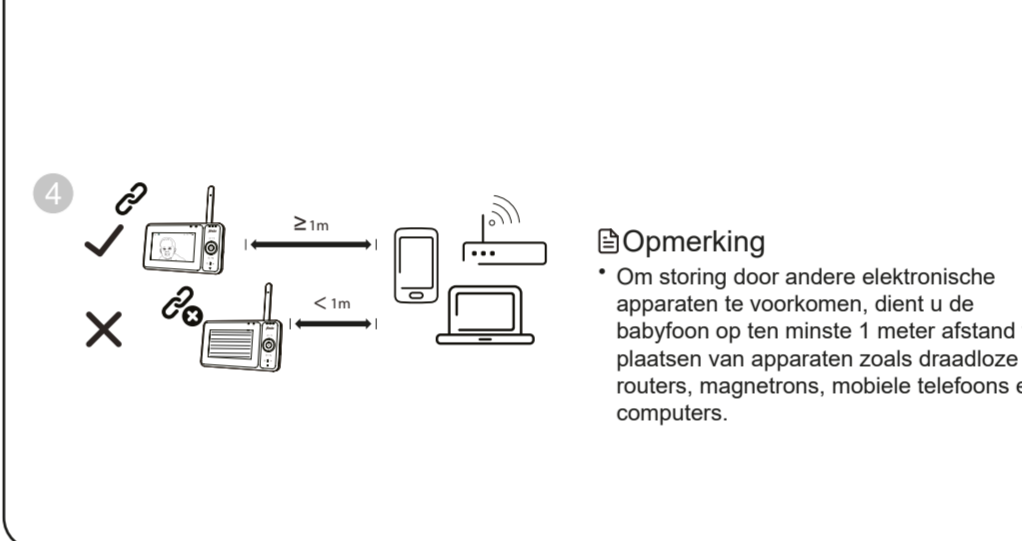 4
≥1m
< 1m
Opmerking
• Om storing door andere elektronische
apparaten te voorkomen, dient u de
babyfoon op ten minste 1 meter afstand
plaatsen van apparaten zoals draadloze
routers, magnetrons, mobiele telefoons
computers.